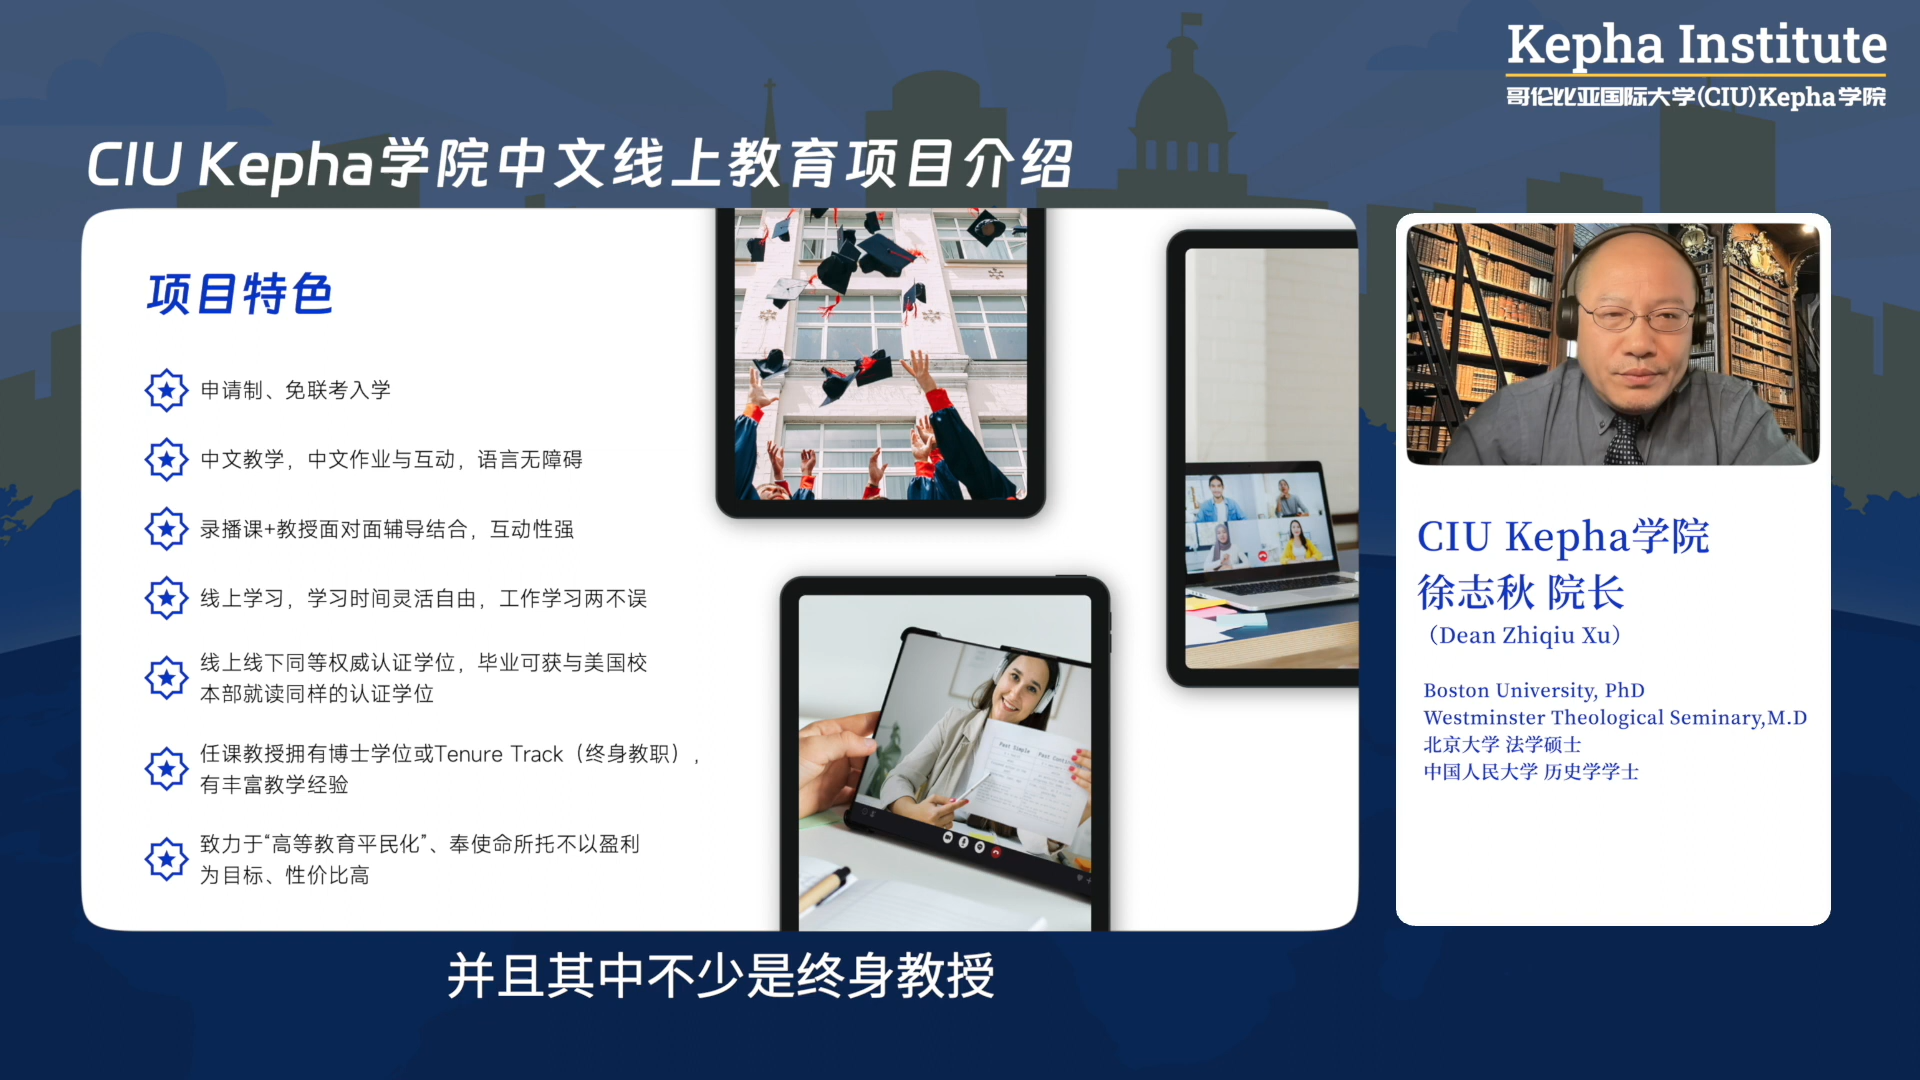 Kepha Institute
哥伦比亚国际大学(CIU)Kepha学院
CIU Kepha学院中文线上教育项目介绍
项目特色
申请制、免联考入学
中文教学，中文作业与互动，语言无障碍
录播课+教授面对面辅导结合，互动性强
线上学习，学习时间灵活自由，工作学习两不误
线上线下同等权威认证学位，毕业可获与美国校
本部就读同样的认证学位
任课教授拥有博士学位或Tenure Track（终身教职），
有丰富教学经验
致力于“高等教育平民化”、奉使命所托不以盈利
为目标、性价比高
Past Simple
CIU Kepha学院
徐志秋 院长
（Dean Zhiqiu Xu）
Boston University, PhD
Westminster Theological Seminary,M.D
北京大学 法学硕士
中国人民大学 历史学学士
并且其中不少是终身教授